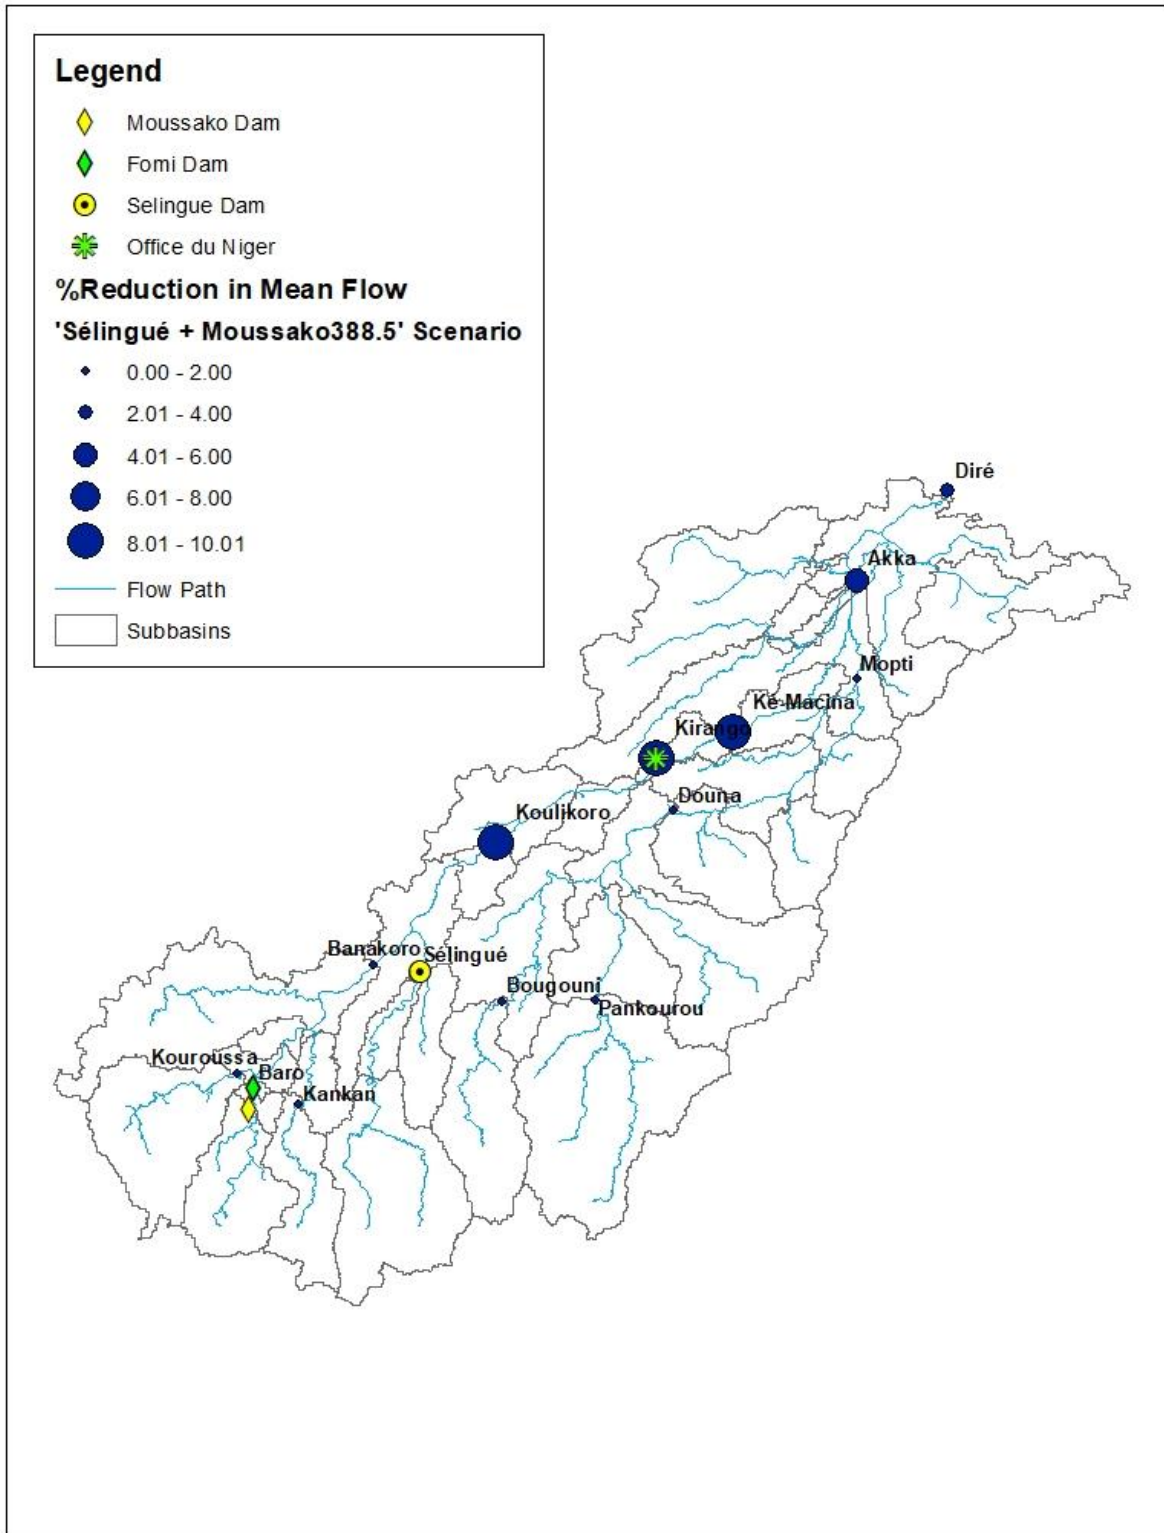 Legend
Moussako Dam
Fomi Dam
Selingue Dam
Office du Niger
%Reduction in Mean Flow
'Sélingué + Moussako388.5' Scenario
0.00 - 2.00
2.01 - 4.00
4.01 - 6.00
6.01 - 8.00
8.01 - 10.01
Flow Path
Subbasins
Diré
Akka
Mopti
Ké-Macina
Kirango
Douna
Koulikoro
Banakoro
Sélingué
Bougouni
Pankourou
Kouroussa
Baro
Kankan